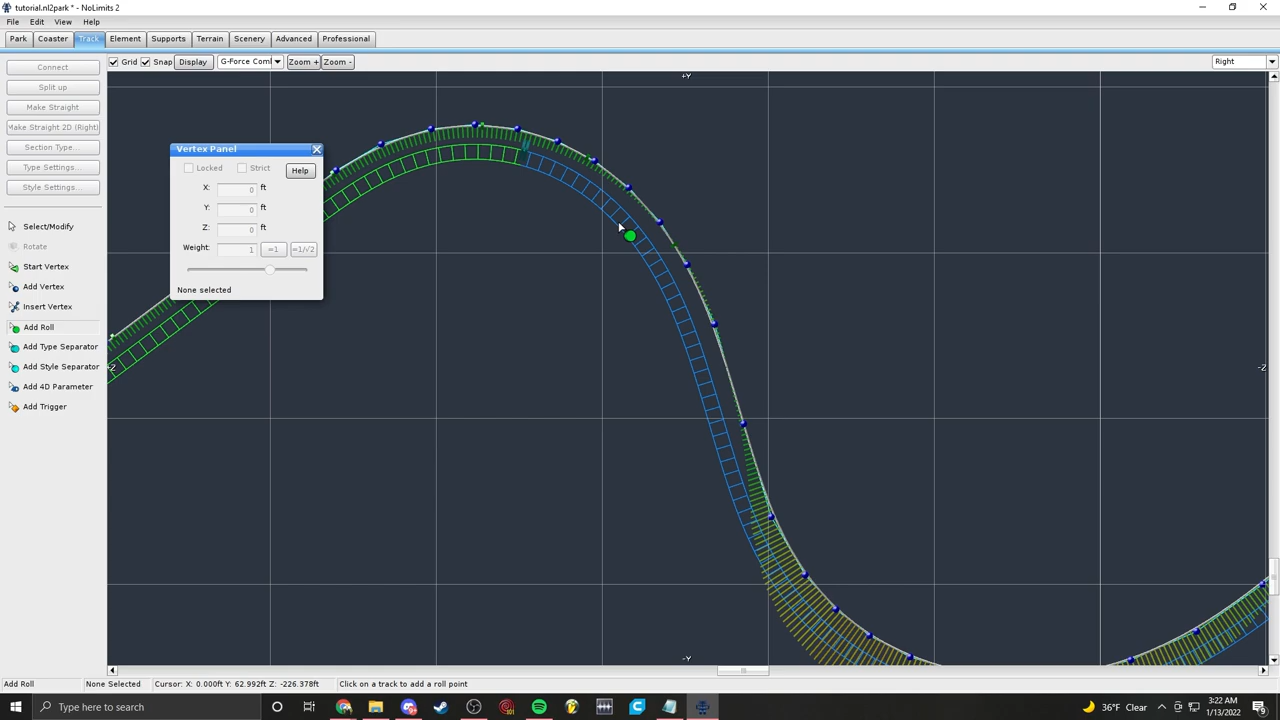 tutorial.nl2park * - NoLimits 2
File Edit View Help
Park Coaster Track Element Supports Terrain Scenery Advanced Professional
Grid Snap Display G-Force Coml Zoom + Zoom - Right
Connect
Split up
Make Straight
Make Straight 2D (Right)
Section Type...
Type Settings...
Style Settings...
Select/Modify
Rotate
Start Vertex
Add Vertex
Insert Vertex
Add Roll
Add Type Separator
Add Style Separator
Add 4D Parameter
Add Trigger
+Y
Vertex Panel
Locked Strict Help
X: 0 ft
Y: 0 ft
Z: 0 ft
Weight: 1 =1 =1/√2
None selected
+Z
-Z
-Y
Add Roll None Selected Cursor: X: 0.000ft Y: 62.992ft Z: -226.378ft Click on a track to add a roll point
Type here to search
36°F Clear
3:22 AM
1/13/2022